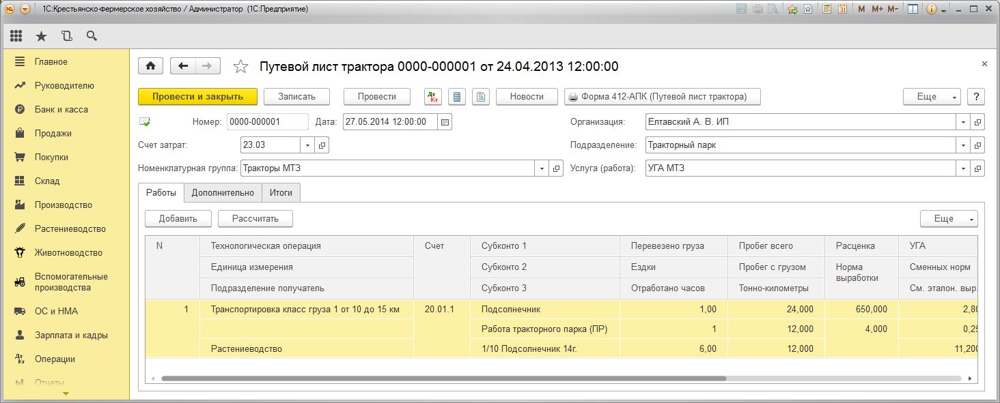 1С:Крестьянско-Фермерское хозяйство / Администратор (1С:Предприятие)
31 M M+ M-
Главное
Руководителю
Банк и касса
Продажи
Покупки
Склад
Производство
Растениеводство
Животноводство
Вспомогательные
производства
ОС и НМА
Зарплата и кадры
Операции
Отчеты
Путевой лист трактора 0000-000001 от 24.04.2013 12:00:00
Провести и закрыть Записать Провести Дт Кт Новости Форма 412-АПК (Путевой лист трактора) Еще ?
Номер: 0000-000001 Дата: 27.05.2014 12:00:00 Организация: Елтавский А. В. ИП
Счет затрат: 23.03 Подразделение: Тракторный парк
Номенклатурная группа: Тракторы МТЗ Услуга (работа): УГА МТЗ
Работы Дополнительно Итоги
Добавить Рассчитать Еще
N Технологическая операция Счет Субконто 1 Перевезено груза Пробег всего Расценка УГА
Единица измерения Субконто 2 Ездки Пробег с грузом Норма выработки Сменных норм
Подразделение получатель Субконто 3 Отработано часов Тонно-километры См. эталон. выр.
1 Транспортировка класс груза 1 от 10 до 15 км 20.01.1 Подсолнечник 1,00 24,000 650,000 2,80
Работа тракторного парка (ПР) 1 12,000 4,000 0,25
Растениеводство 1/10 Подсолнечник 14г. 6,00 12,000 11,200